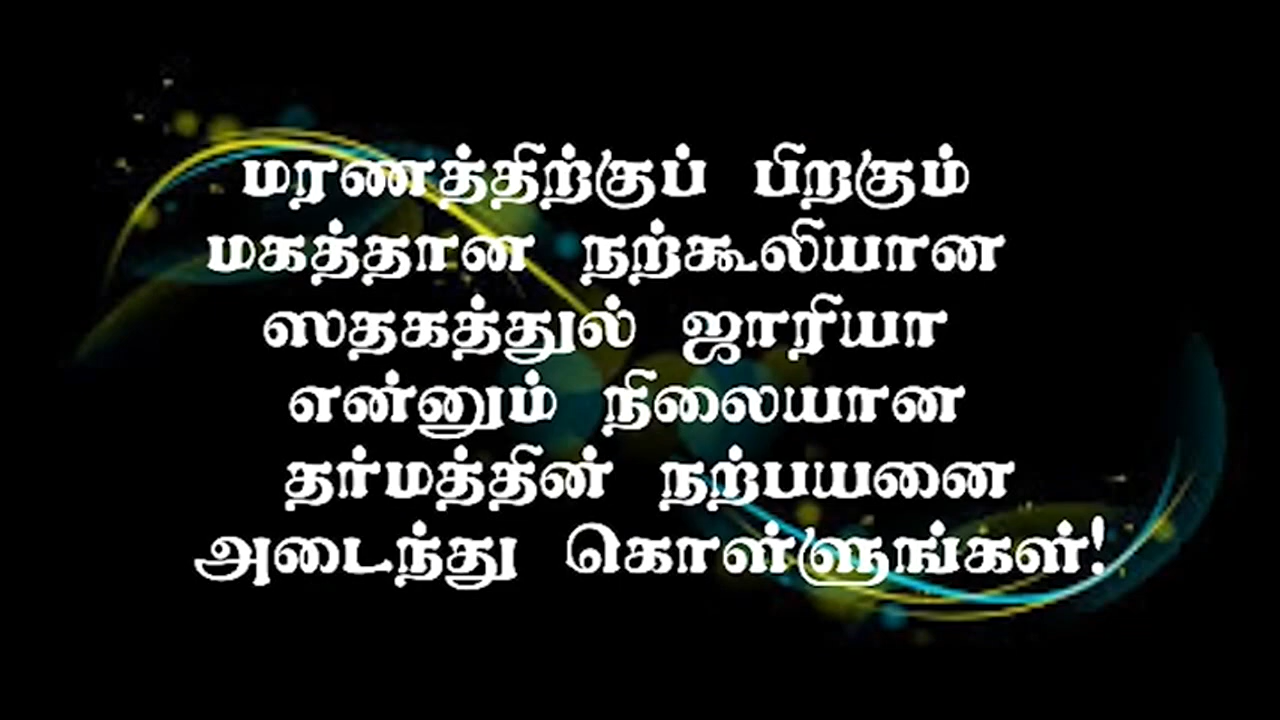 மரணத்திற்குப் பிறகும்
மகத்தான நற்கூலியான
ஸதகத்துல் ஜாரியா
என்னும் நிலையான
தர்மத்தின் நற்பயனை
அடைந்து கொள்ளுங்கள்!